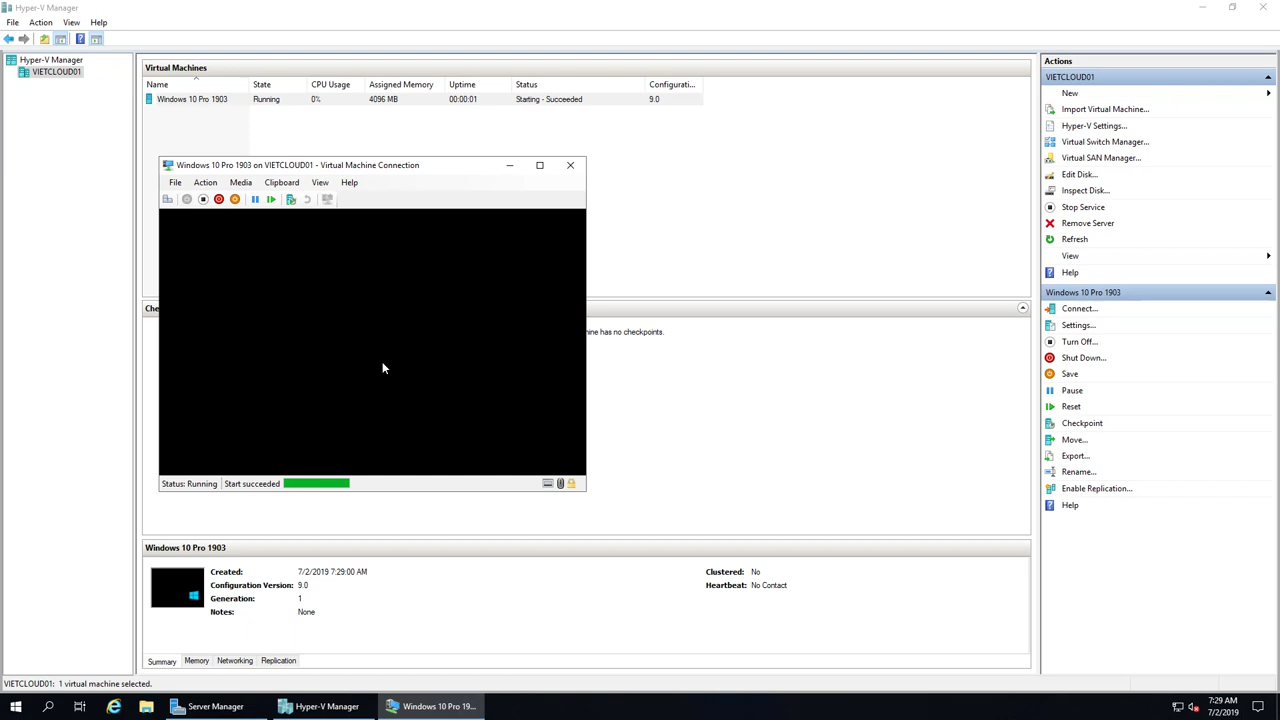 Hyper-V Manager
File Action View Help
Hyper-V Manager
VIETCLOUD01
Virtual Machines
Name State CPU Usage Assigned Memory Uptime Status Configurati...
Windows 10 Pro 1903 Running 0% 4096 MB 00:00:01 Starting - Succeeded 9.0
Windows 10 Pro 1903 on VIETCLOUD01 - Virtual Machine Connection
File Action Media Clipboard View Help
Status: Running Start succeeded
Che
ine has no checkpoints.
Windows 10 Pro 1903
Created: 7/2/2019 7:29:00 AM Clustered: No
Configuration Version: 9.0 Heartbeat: No Contact
Generation: 1
Notes: None
Summary Memory Networking Replication
Actions
VIETCLOUD01
New
Import Virtual Machine...
Hyper-V Settings...
Virtual Switch Manager...
Virtual SAN Manager...
Edit Disk...
Inspect Disk...
Stop Service
Remove Server
Refresh
View
Help
Windows 10 Pro 1903
Connect...
Settings...
Turn Off...
Shut Down...
Save
Pause
Reset
Checkpoint
Move...
Export...
Rename...
Enable Replication...
Help
VIETCLOUD01: 1 virtual machine selected.
Server Manager Hyper-V Manager Windows 10 Pro 19...
7:29 AM
7/2/2019